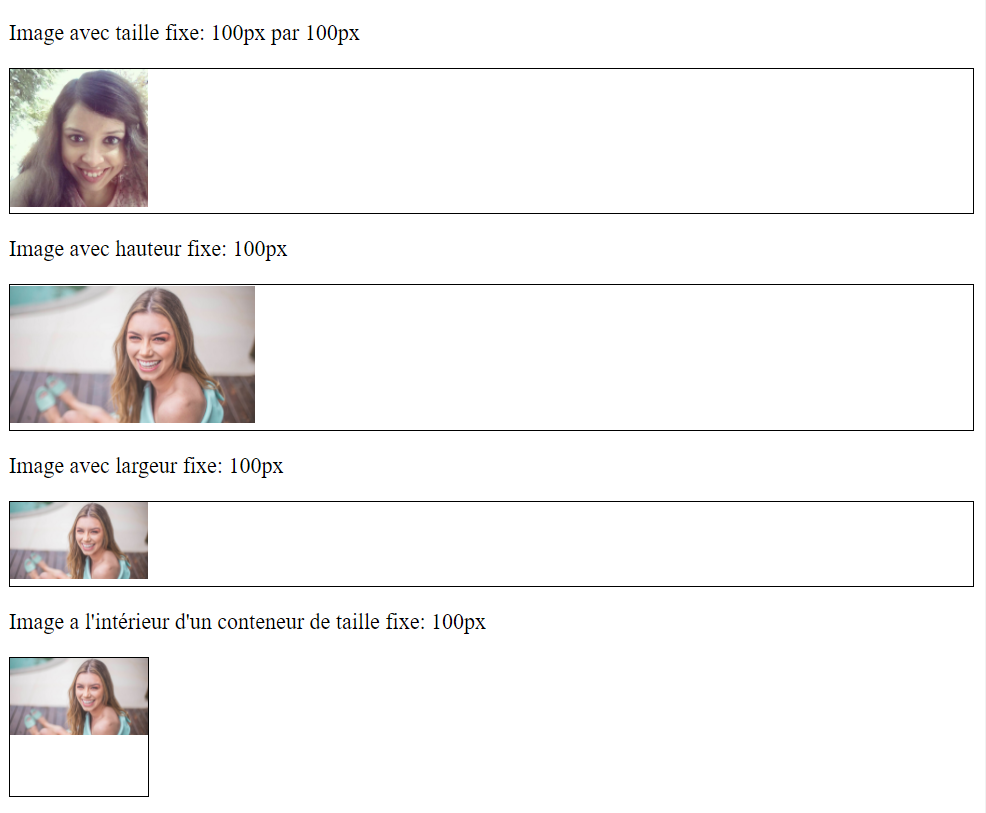 Image avec taille fixe: 100px par 100px
Image avec hauteur fixe: 100px
Image avec largeur fixe: 100px
Image a l'intérieur d'un conteneur de taille fixe: 100px